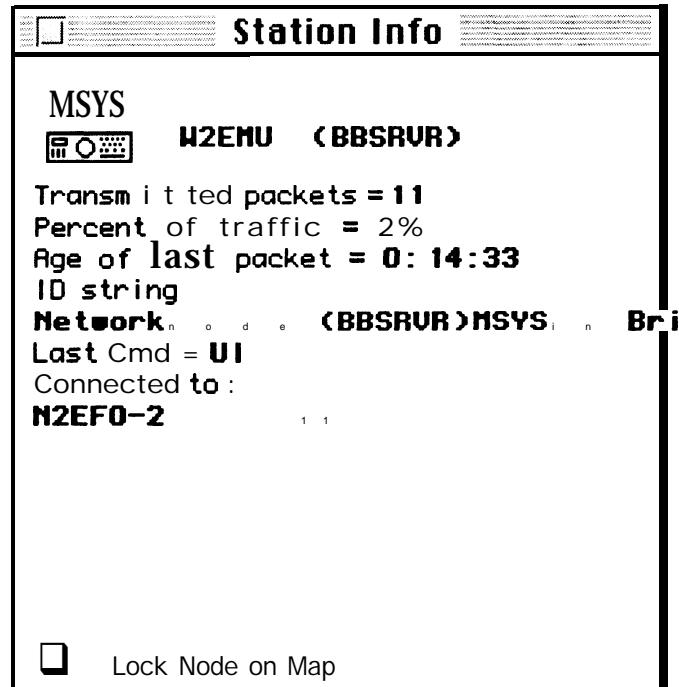 Station Info
MSYS
W2EMU (BBSRVR)
Transmitted packets = 11
Percent of traffic = 2%
Age of last packet = 0:14:33
ID string
Network node (BBSRVR)MSYS in Bri
Last Cmd = UI
Connected to:
N2EFO-2 11
Lock Node on Map